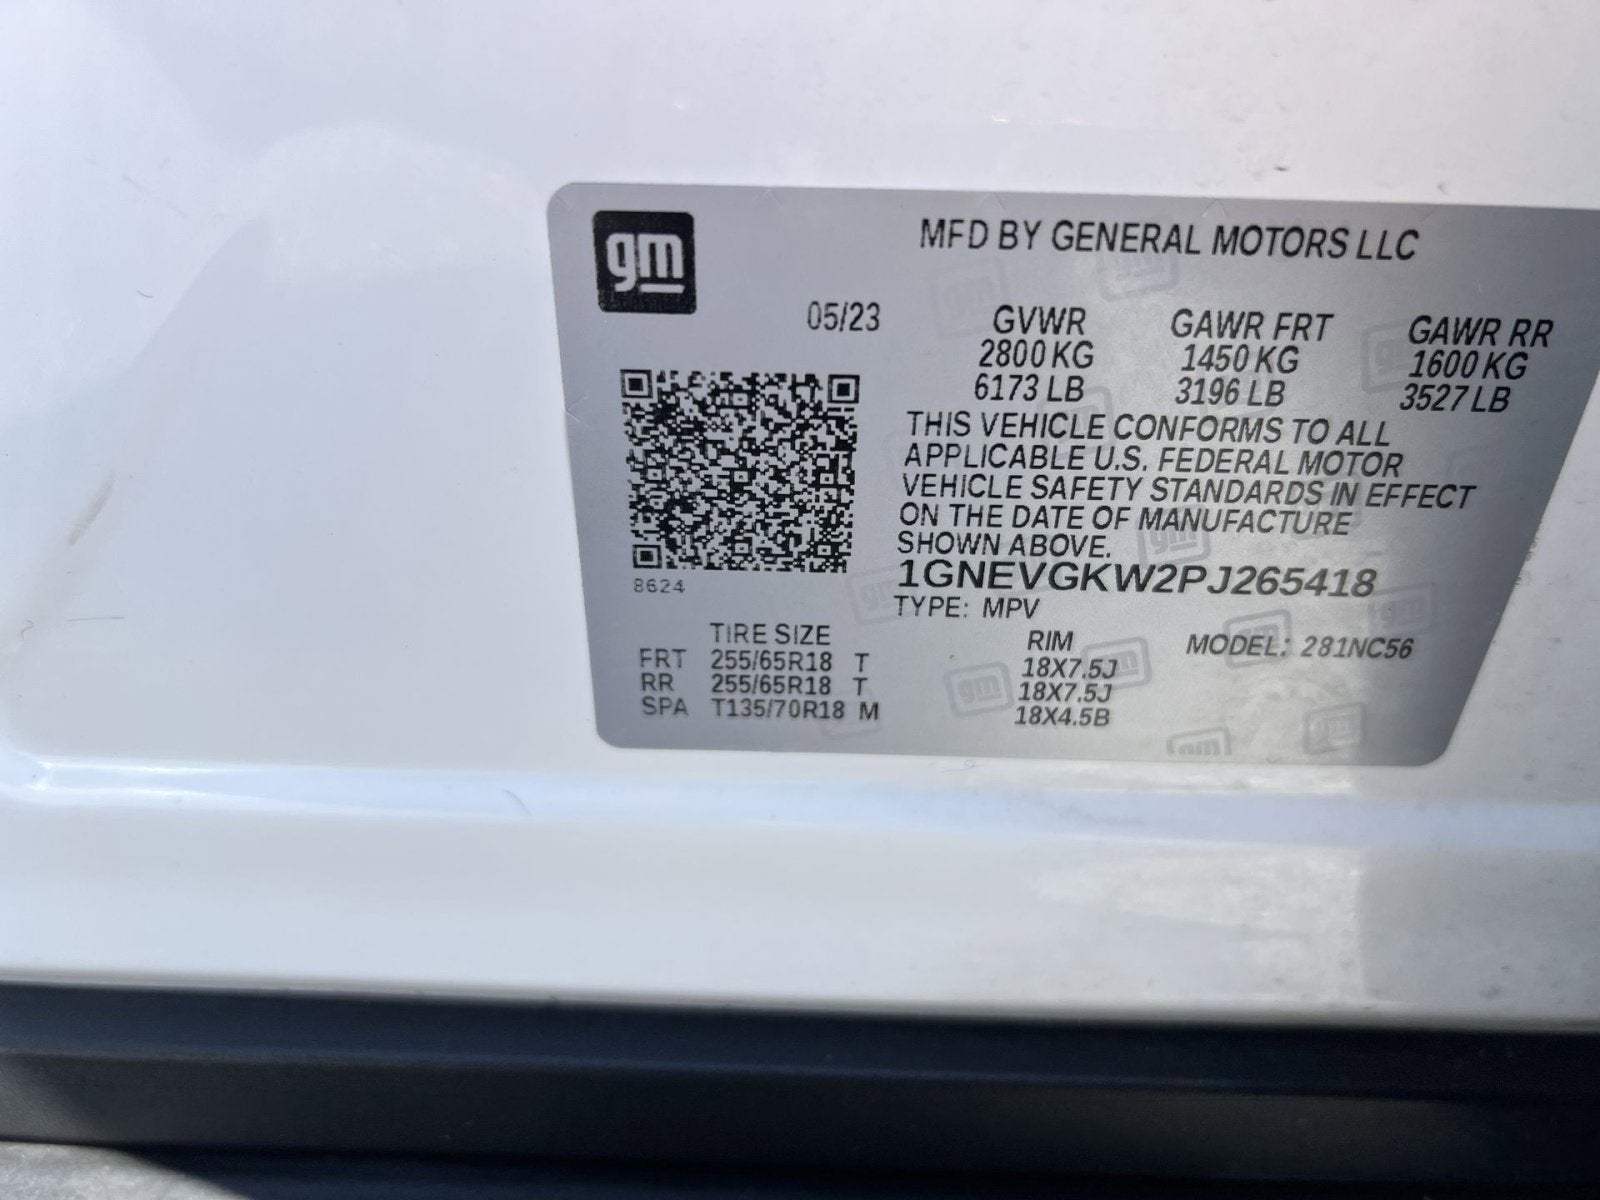 gm
MFD BY GENERAL MOTORS LLC
05/23 GVWR GAWR FRT GAWR RR
2800 KG 1450 KG 1600 KG
6173 LB 3196 LB 3527 LB
THIS VEHICLE CONFORMS TO ALL
APPLICABLE U.S. FEDERAL MOTOR
VEHICLE SAFETY STANDARDS IN EFFECT
ON THE DATE OF MANUFACTURE
SHOWN ABOVE.
1GNEVGKW2PJ265418
8624
TYPE: MPV
TIRE SIZE RIM MODEL: 281NC56
FRT 255/65R18 T 18X7.5J
RR 255/65R18 T 18X7.5J
SPA T135/70R18 M 18X4.5B